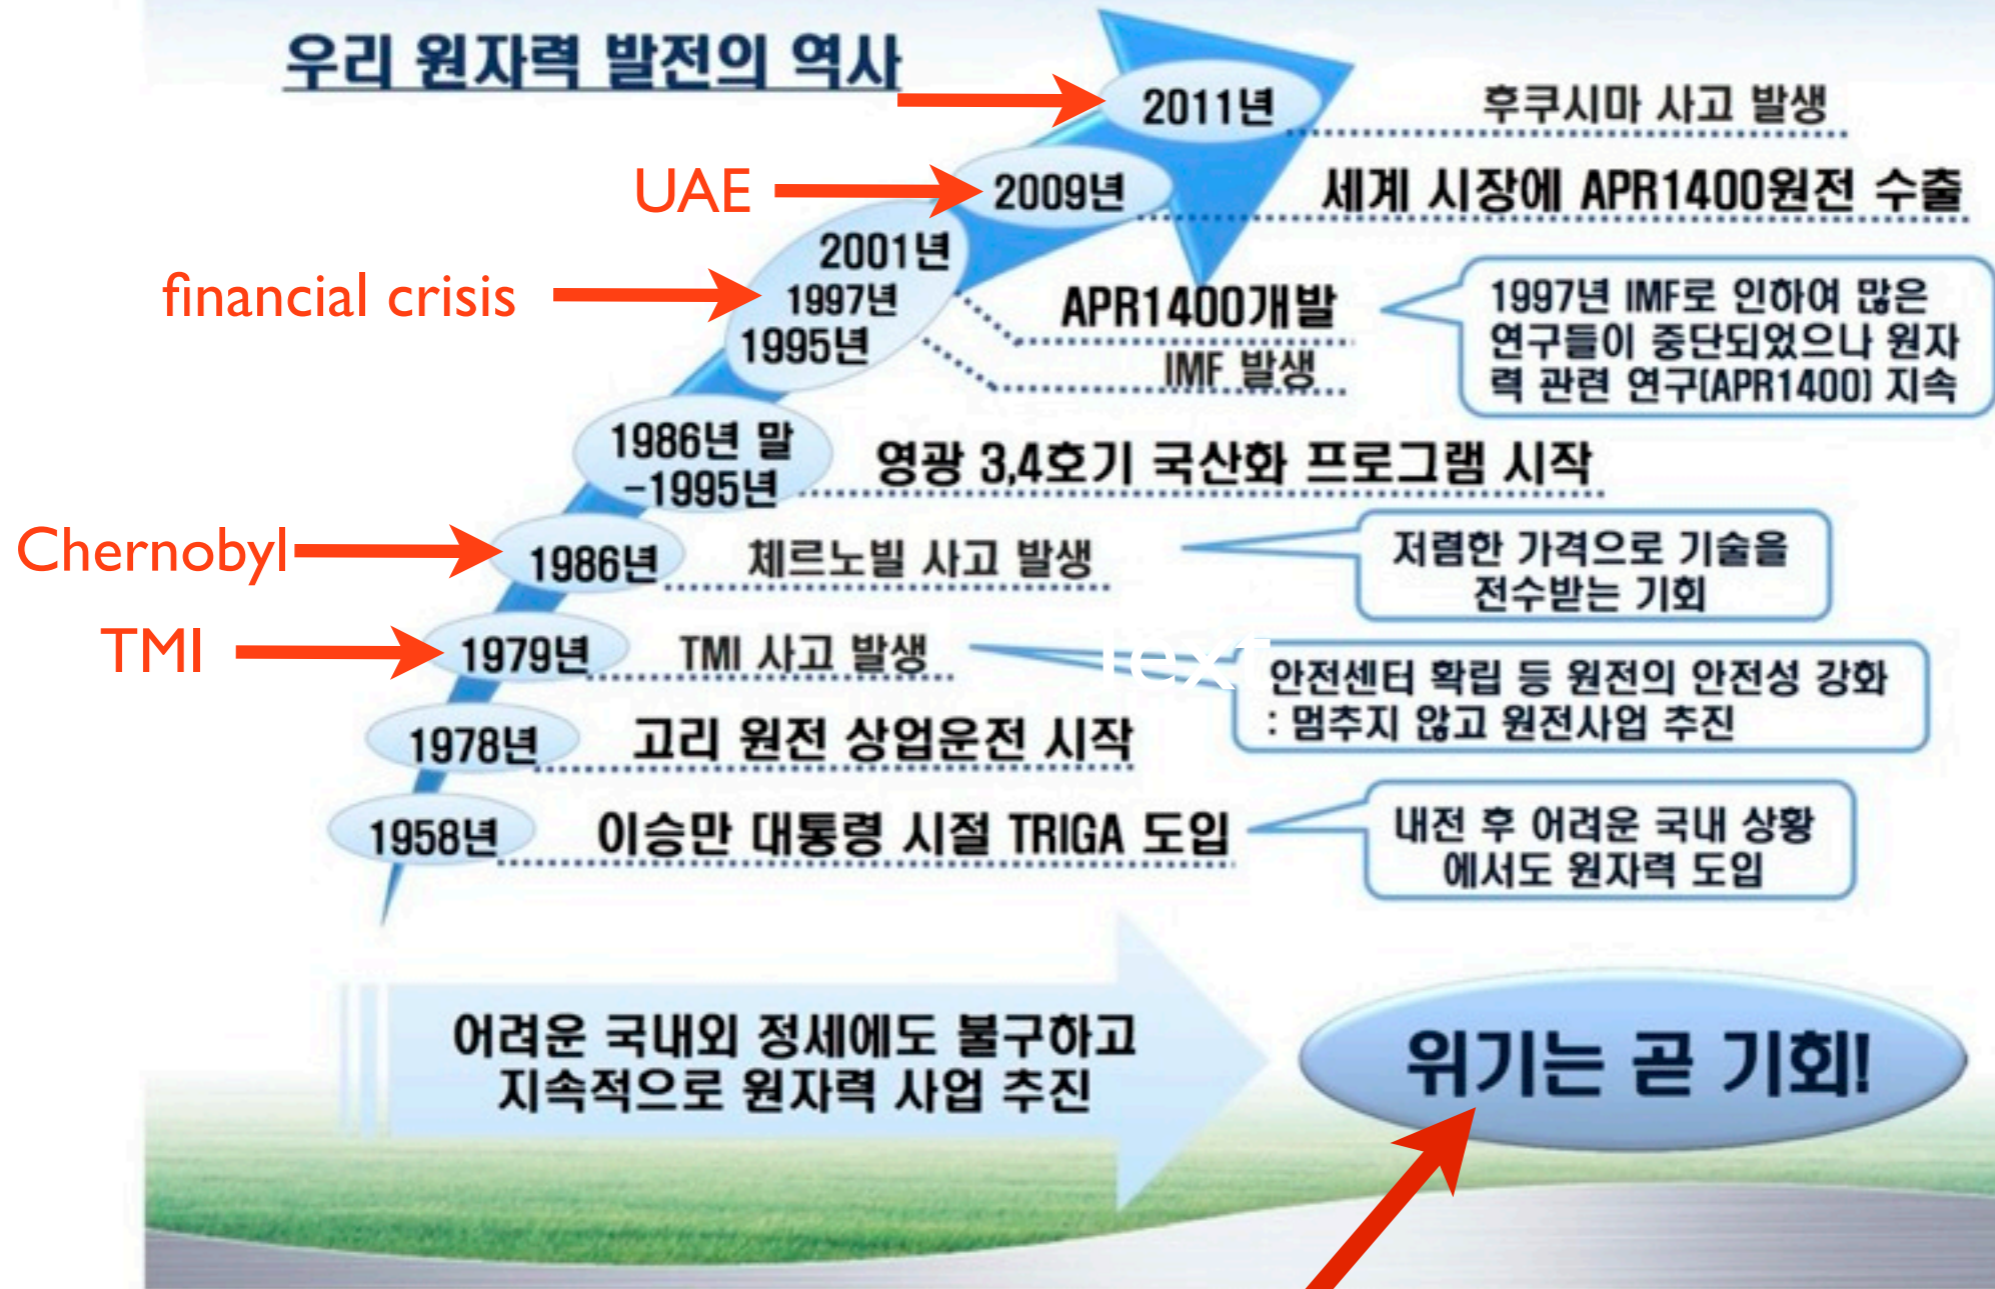 우리 원자력 발전의 역사
2011년
후쿠시마 사고 발생
UAE
2009년
세계 시장에 APR1400원전 수출
financial crisis
2001년
1997년
1995년
APR1400개발
IMF 발생
1997년 IMF로 인하여 많은
연구들이 중단되었으나 원자
력 관련 연구(APR1400) 지속
1986년 말
-1995년
영광 3,4호기 국산화 프로그램 시작
Chernobyl
1986년
체르노빌 사고 발생
저렴한 가격으로 기술을
전수받는 기회
TMI
1979년
TMI 사고 발생
Text
안전센터 확립 등 원전의 안전성 강화
: 멈추지 않고 원전사업 추진
1978년
고리 원전 상업운전 시작
1958년
이승만 대통령 시절 TRIGA 도입
내전 후 어려운 국내 상황
에서도 원자력 도입
어려운 국내외 정세에도 불구하고
지속적으로 원자력 사업 추진
위기는 곧 기회!